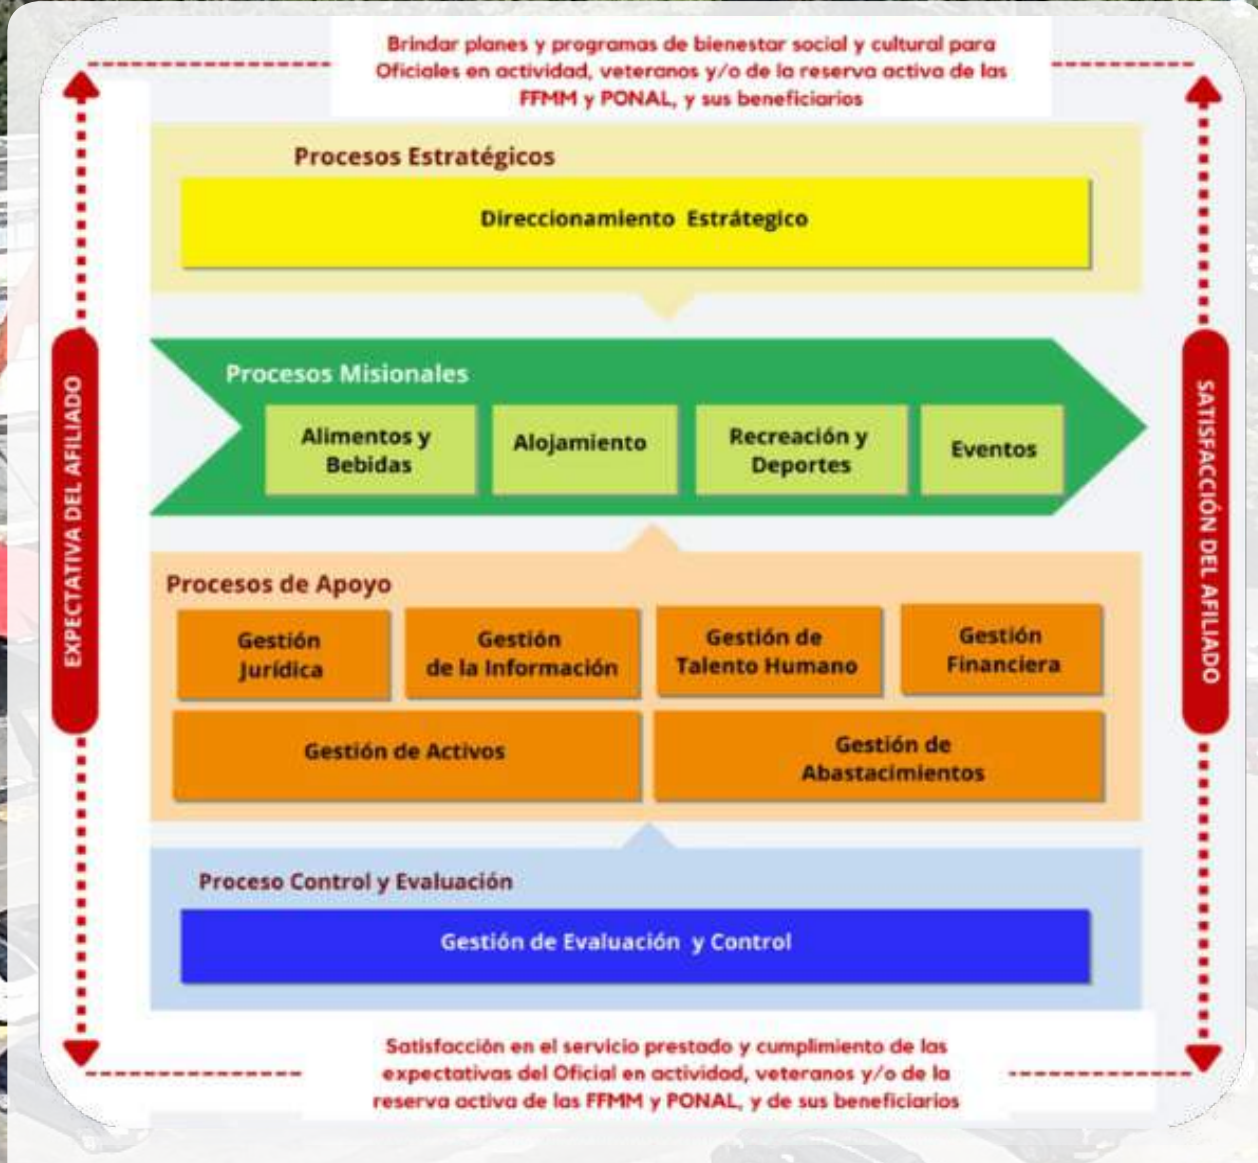 Brindar planes y programas de bienestar social y cultural para
Oficiales en actividad, veteranos y/o de la reserva activa de las
FFMM y PONAL, y sus beneficiarios
Procesos Estratégicos
Direccionamiento Estrátegico
EXPECTATIVA DEL AFILIADO
Procesos Misionales
Alimentos y
Bebidas
Alojamiento
Recreación y
Deportes
Eventos
SATISFACCIÓN DEL AFILIADO
Procesos de Apoyo
Gestión
Jurídica
Gestión
de la Información
Gestión de
Talento Humano
Gestión
Financiera
Gestión de Activos
Gestión de
Abastacimientos
Proceso Control y Evaluación
Gestión de Evaluación y Control
Satisfacción en el servicio prestado y cumplimiento de las
expectativas del Oficial en actividad, veteranos y/o de la
reserva activa de las FFMM y PONAL, y de sus beneficiarios